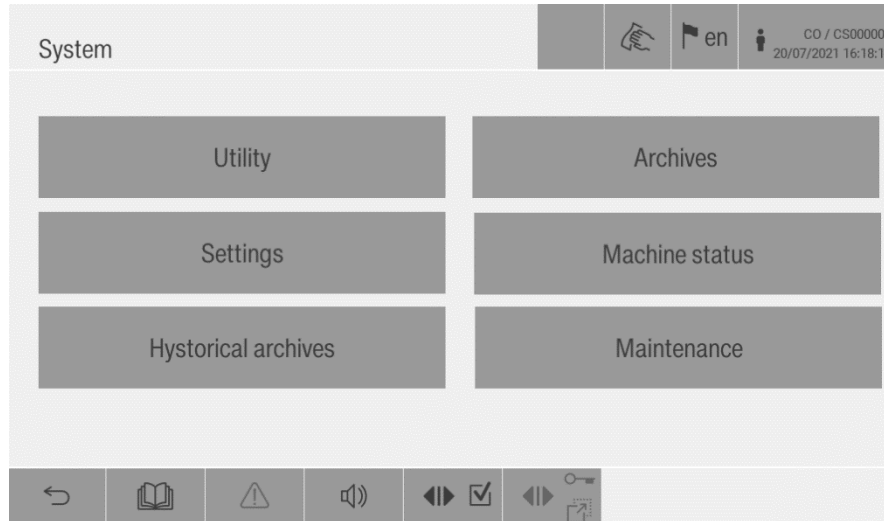 System
en
CO / CS00000
20/07/2021 16:18:1
Utility
Archives
Settings
Machine status
Hystorical archives
Maintenance